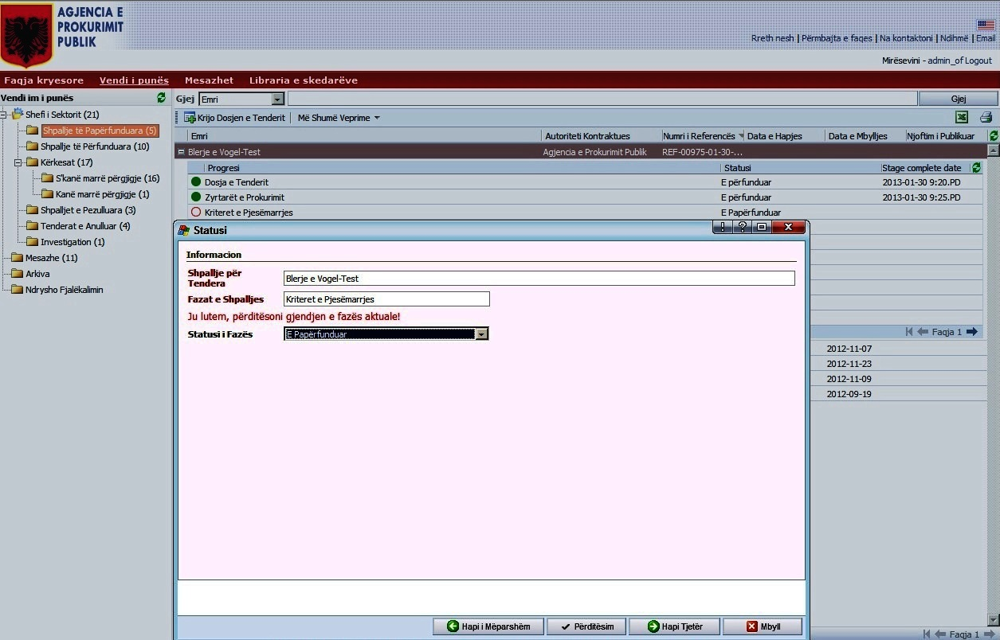 AGJENCIA E
PROKURIMIT
PUBLIK
Rreth nesh | Përmbajta e faqes | Na kontaktoni | Ndihmë | Email
Mirësevini - admin_of Logout
Faqja kryesore Vendi i punës Mesazhet Libraria e skedarëve
Vendi im i punës
Shefi i Sektorit (21)
Shpallje të Papërfunduara (5)
Shpallje të Përfunduara (10)
Kërkesat (17)
S'kanë marrë përgjigje (16)
Kanë marrë përgjigje (1)
Shpalljet e Pezulluara (3)
Tenderat e Anulluar (4)
Investigation (1)
Mesazhe (11)
Arkiva
Ndrysho Fjalëkalimin
Gjej Emri Gjej
Krijo Dosjen e Tenderit Më Shumë Veprime
Emri Autoriteti Kontraktues Numri i Referencës Data e Hapjes Data e Mbylljes Njoftim i Publikuar
Blerje e Vogel-Test Agjencia e Prokurimit Publik REF-00975-01-30-...
Progresi Statusi Stage complete date
Dosja e Tenderit E përfunduar 2013-01-30 9:20.PD
Zyrtarët e Prokurimit E përfunduar 2013-01-30 9:25.PD
Kriteret e Pjesëmarrjes E Papërfunduar
Statusi
Informacion
Shpallje për
Tendera
Blerje e Vogel-Test
Fazat e Shpalljes Kriteret e Pjesëmarrjes
Ju lutem, përditësoni gjendjen e fazës aktuale!
Statusi i Fazës E Papërfunduar
Faqja 1
2012-11-07
2012-11-23
2012-11-09
2012-09-19
Hapi i Mëparshëm Përditësim Hapi Tjetër Mbyll
Faqja 1